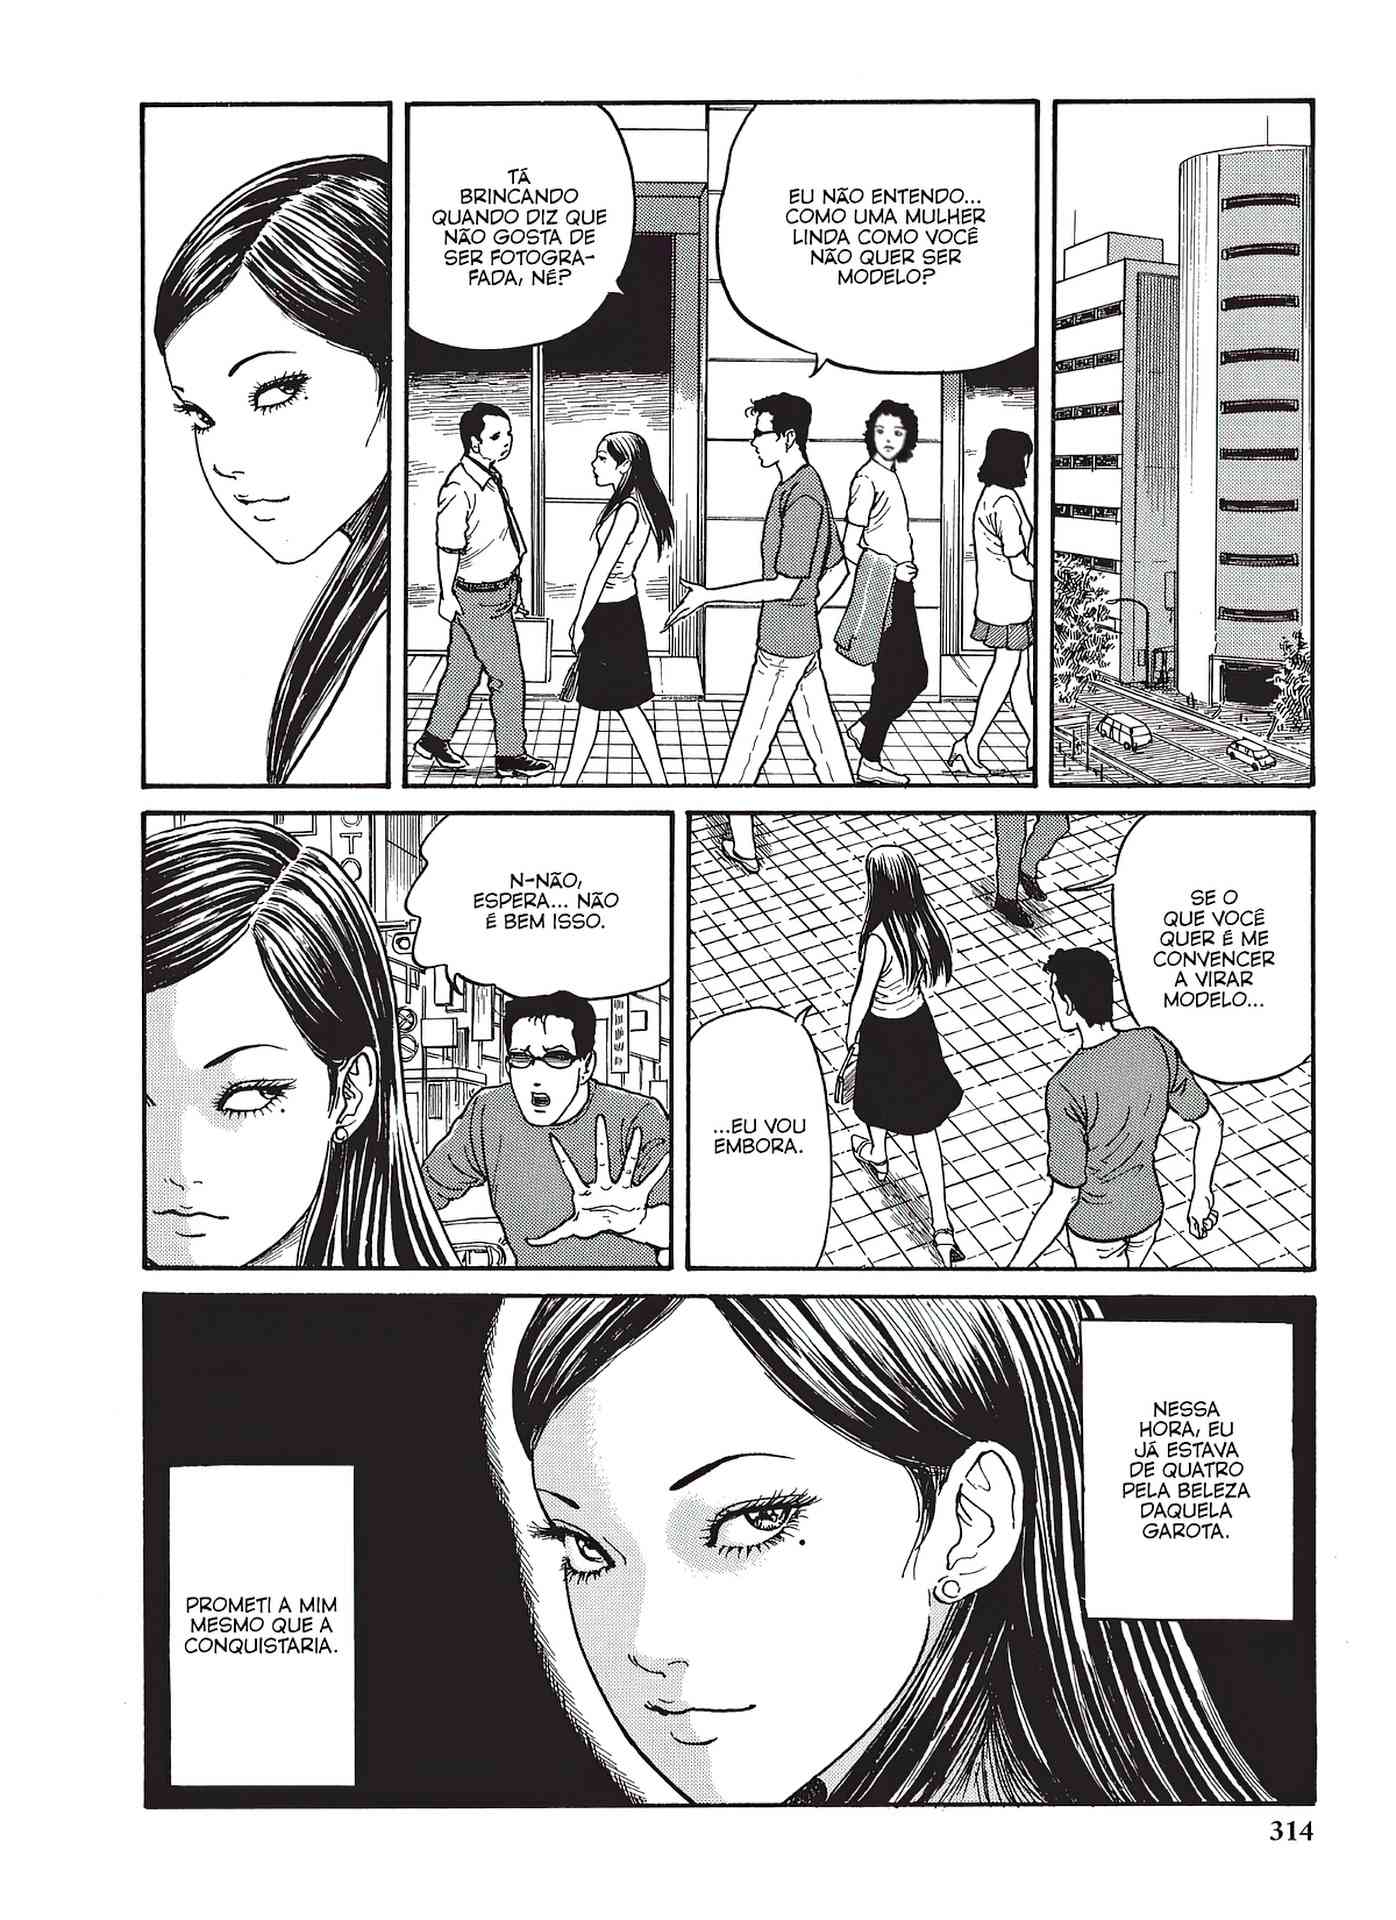 EU NÃO ENTENDO...
COMO UMA MULHER
LINDA COMO VOCÊ
NÃO QUER SER
MODELO?
TÁ
BRINCANDO
QUANDO DIZ QUE
NÃO GOSTA DE
SER FOTOGRA-
FADA, NÉ?
SE O
QUE VOCÊ
QUER É ME
CONVENCER
A VIRAR
MODELO...
...EU VOU
EMBORA.
N-NÃO,
ESPERA... NÃO
É BEM ISSO.
OTO
NESSA
HORA, EU
JÁ ESTAVA
DE QUATRO
PELA BELEZA
DAQUELA
GAROTA.
PROMETI A MIM
MESMO QUE A
CONQUISTARIA.
314